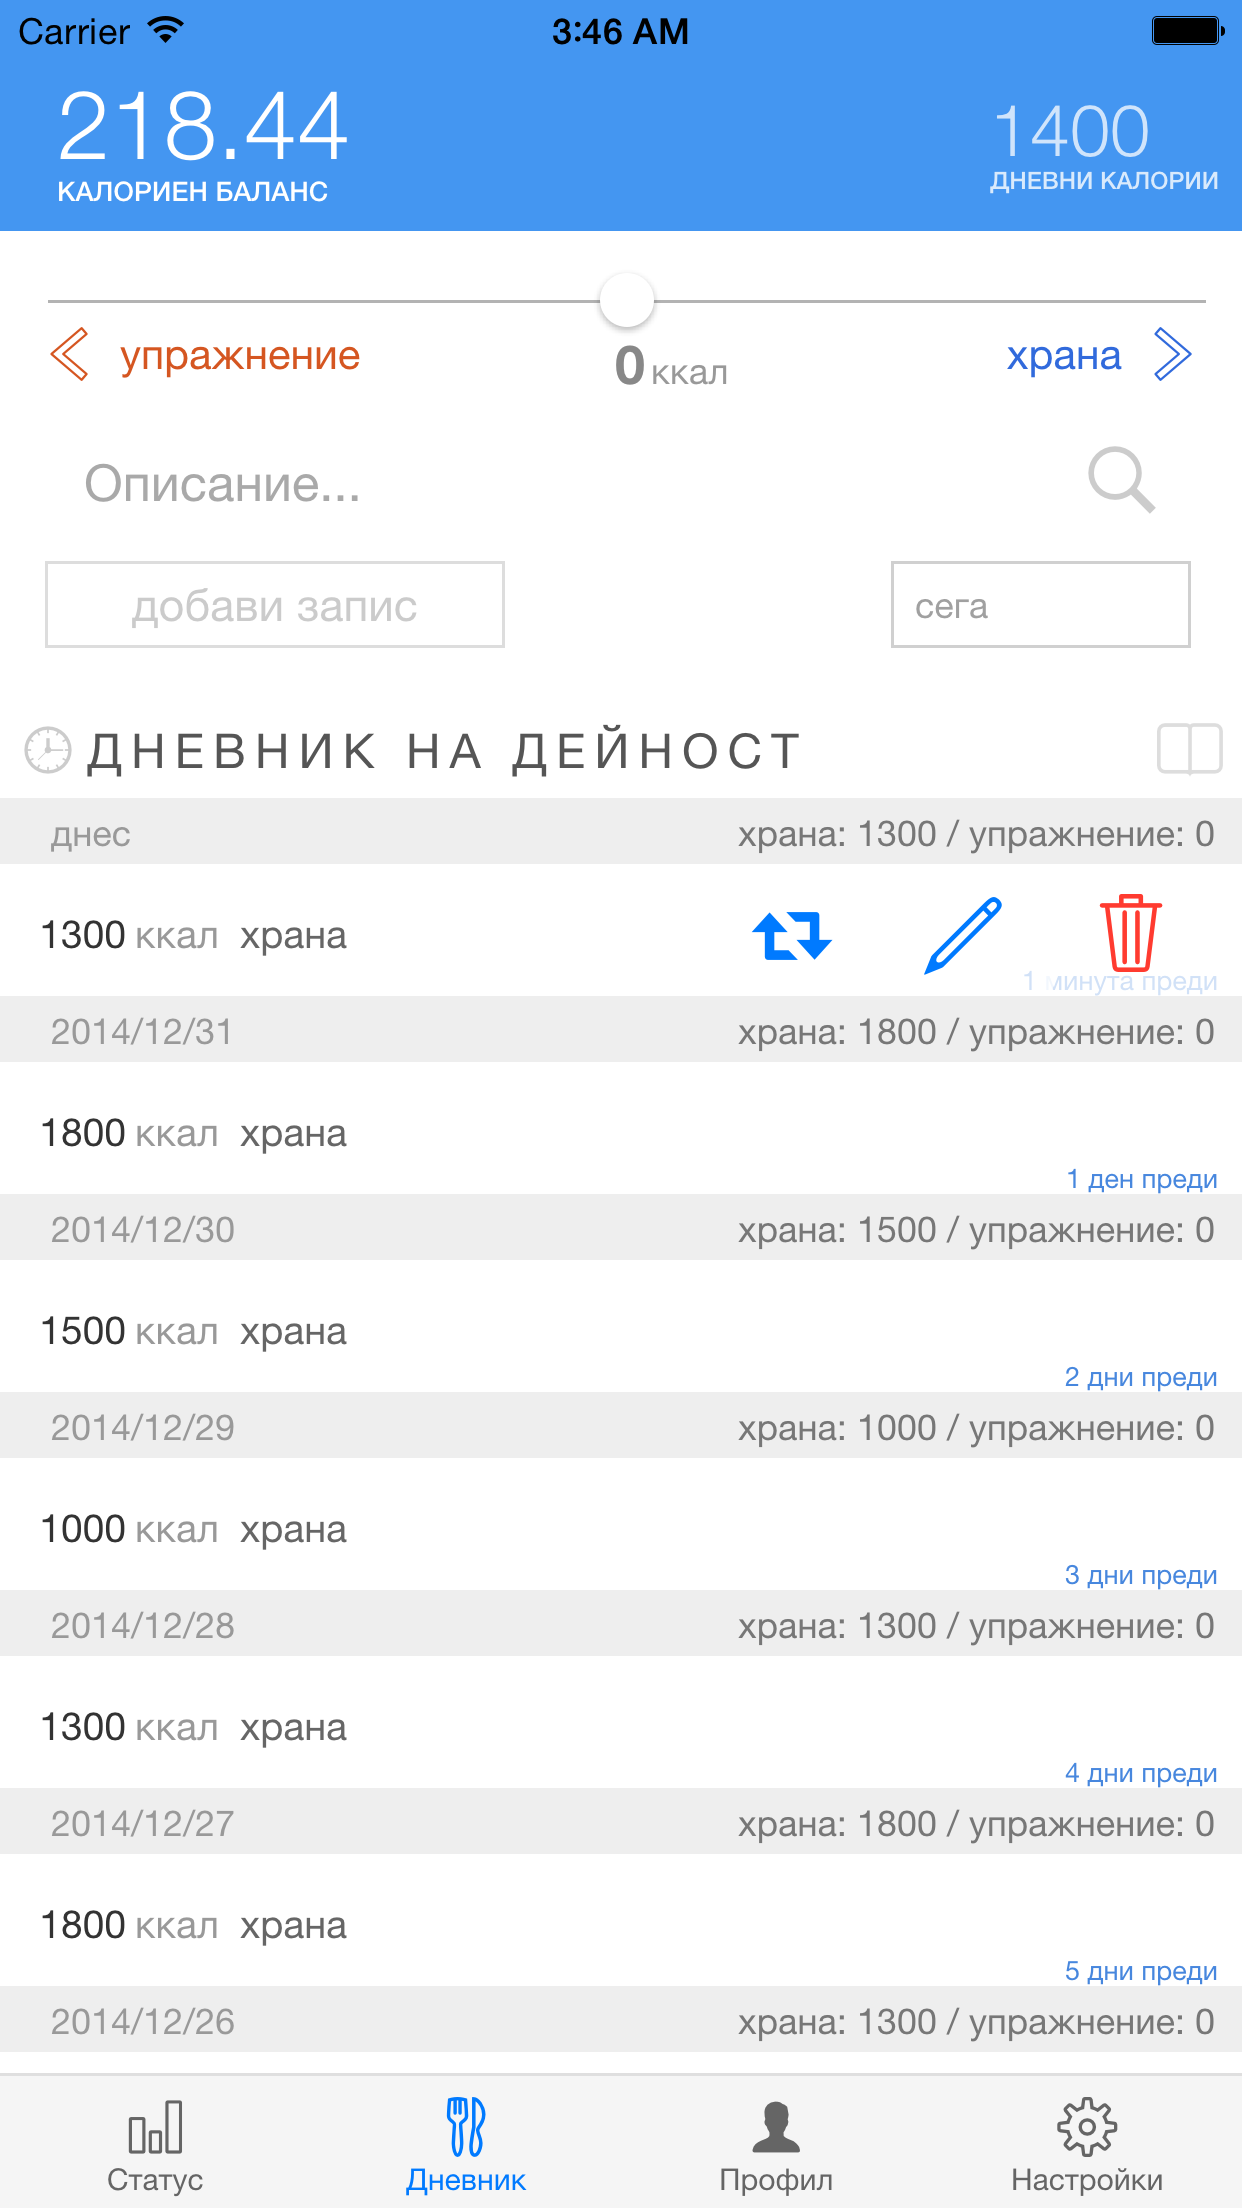 Carrier 3:46 AM
218.44 1400
КАЛОРИЕН БАЛАНС ДНЕВНИ КАЛОРИИ
упражнение 0 ккал храна
Описание...
добави запис сега
ДНЕВНИК НА ДЕЙНОСТ
днес храна: 1300 / упражнение: 0
1300 ккал храна
1 минута преди
2014/12/31 храна: 1800 / упражнение: 0
1800 ккал храна
1 ден преди
2014/12/30 храна: 1500 / упражнение: 0
1500 ккал храна
2 дни преди
2014/12/29 храна: 1000 / упражнение: 0
1000 ккал храна
3 дни преди
2014/12/28 храна: 1300 / упражнение: 0
1300 ккал храна
4 дни преди
2014/12/27 храна: 1800 / упражнение: 0
1800 ккал храна
5 дни преди
2014/12/26 храна: 1300 / упражнение: 0
Статус Дневник Профил Настройки